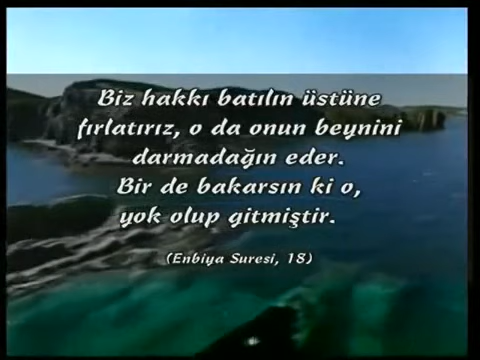 Biz hakkı batılın üstüne
fırlatırız, o da onun beynini
darmadağın eder.
Bir de bakarsın ki o,
yok olup gitmiştir.
(Enbiya Suresi, 18)